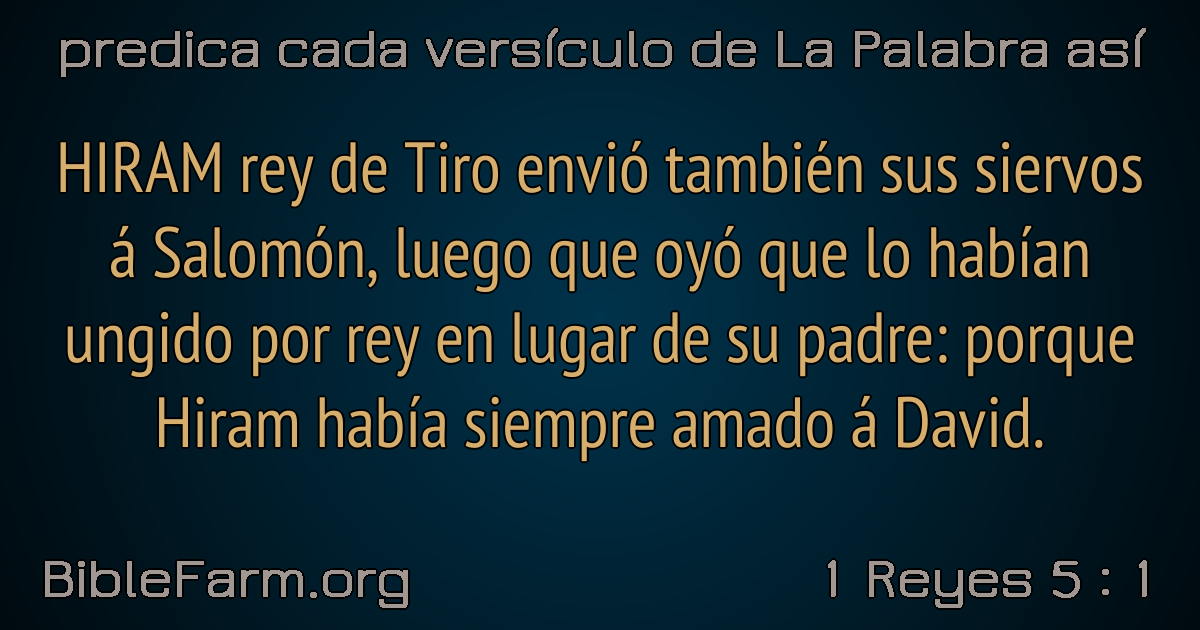 predica cada versículo de La Palabra así
HIRAM rey de Tiro envió también sus siervos
á Salomón, luego que oyó que lo habían
ungido por rey en lugar de su padre: porque
Hiram había siempre amado á David.
BibleFarm.org
1 Reyes 5 : 1